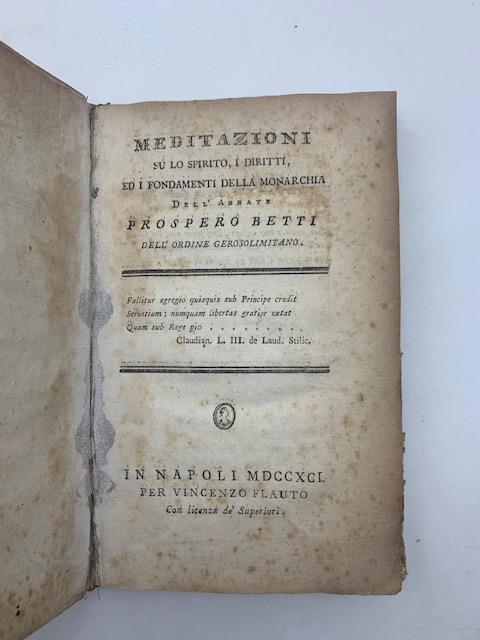 MEDITAZIONI
SU LO SPIRITO, I DIRITTI,
ED I FONDAMENTI DELLA MONARCHIA
DELL' ABBATE
PROSPERO BETTI
DELL' ORDINE GEROSOLIMITANO.
Fallitur egregio quisquis sub Principe credit
Servitium; numquam libertas gratior extat
Quam sub Rege pio . . . . . . . . .
Claudian. L. III. de Laud. Stilic.
IN NAPOLI MDCCXCI.
PER VINCENZO FLAUTO
Con licenza de' Superiori.